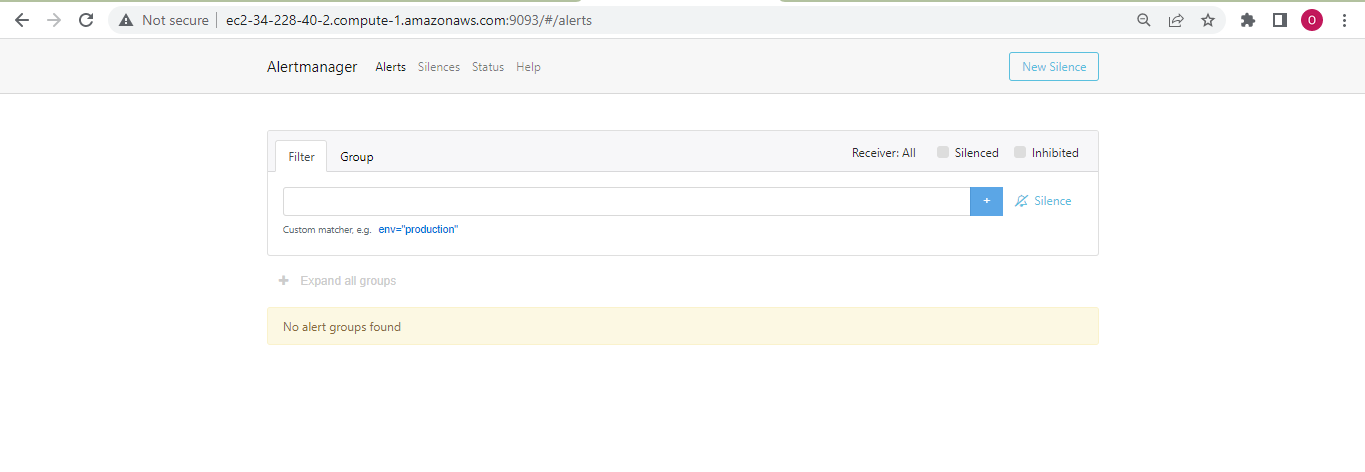 Not secure ec2-34-228-40-2.compute-1.amazonaws.com:9093/#/alerts O
Alertmanager Alerts Silences Status Help New Silence
Filter Group Receiver: All Silenced Inhibited
+ Silence
Custom matcher, e.g. env="production"
+ Expand all groups
No alert groups found